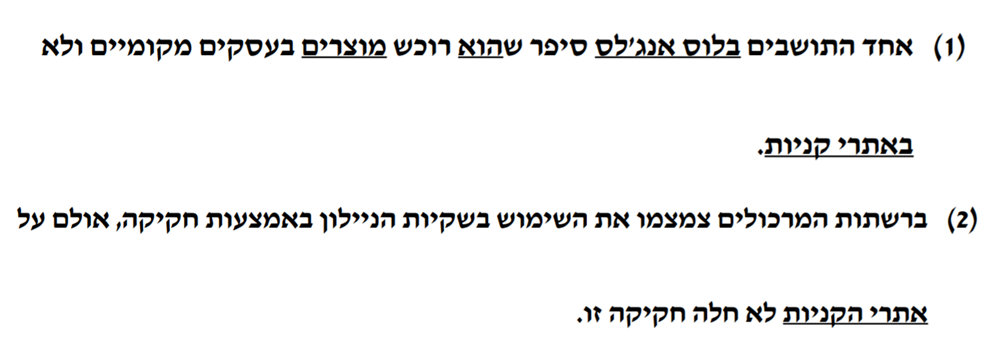 (1) אחד התושבים בלוס אנג'לס סיפר שהוא רוכש מוצרים בעסקים מקומיים ולא
באתרי קניות.
(2) ברשתות המרכולים צמצמו את השימוש בשקיות הניילון באמצעות חקיקה, אולם על
אתרי הקניות לא חלה חקיקה זו.